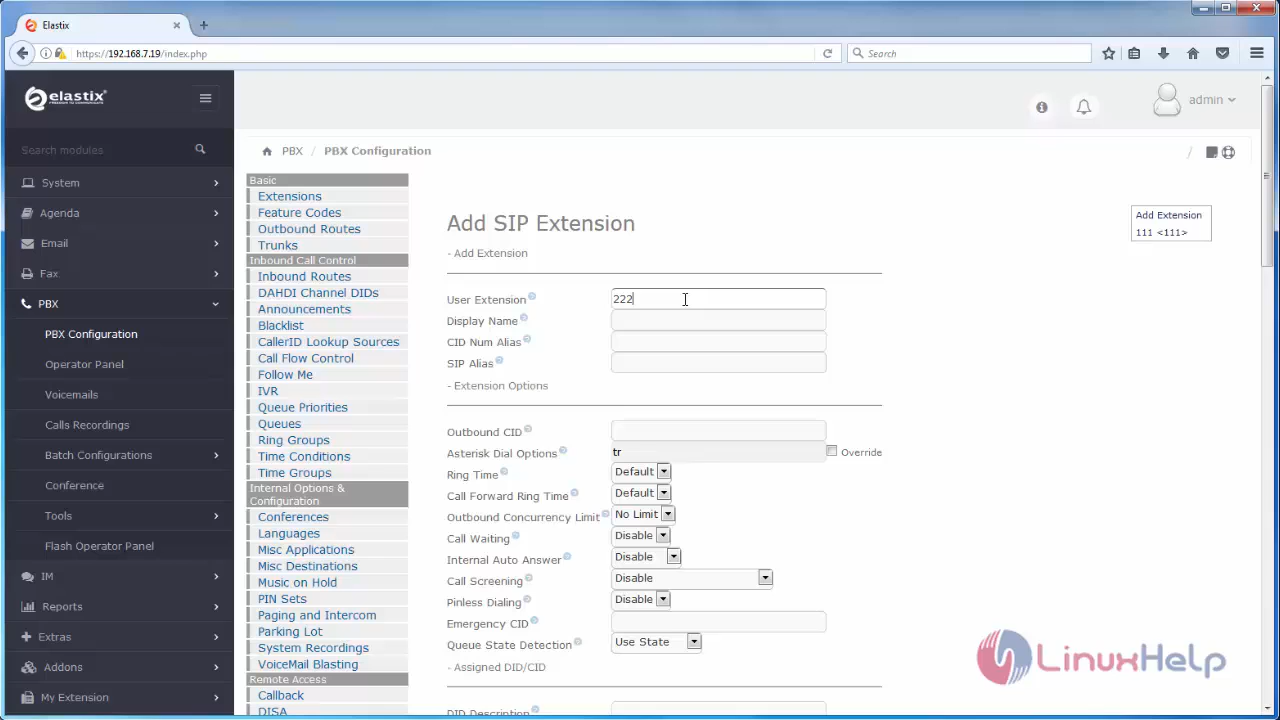 Elastix
https://192.168.7.19/index.php
Search
elastix
FREEDOM TO COMMUNICATE
admin
Search modules
System
Agenda
Email
Fax
PBX
PBX Configuration
Operator Panel
Voicemails
Calls Recordings
Batch Configurations
Conference
Tools
Flash Operator Panel
IM
Reports
Extras
Addons
My Extension
PBX / PBX Configuration /
Basic
Extensions
Feature Codes
Outbound Routes
Trunks
Inbound Call Control
Inbound Routes
DAHDI Channel DIDs
Announcements
Blacklist
CallerID Lookup Sources
Call Flow Control
Follow Me
IVR
Queue Priorities
Queues
Ring Groups
Time Conditions
Time Groups
Internal Options &
Configuration
Conferences
Languages
Misc Applications
Misc Destinations
Music on Hold
PIN Sets
Paging and Intercom
Parking Lot
System Recordings
VoiceMail Blasting
Remote Access
Callback
DISA
Add SIP Extension
- Add Extension
User Extension 222
Display Name
CID Num Alias
SIP Alias
- Extension Options
Outbound CID
Asterisk Dial Options tr Override
Ring Time Default
Call Forward Ring Time Default
Outbound Concurrency Limit No Limit
Call Waiting Disable
Internal Auto Answer Disable
Call Screening Disable
Pinless Dialing Disable
Emergency CID
Queue State Detection Use State
- Assigned DID/CID
DID Description
Add Extension
111 <111>
LinuxHelp